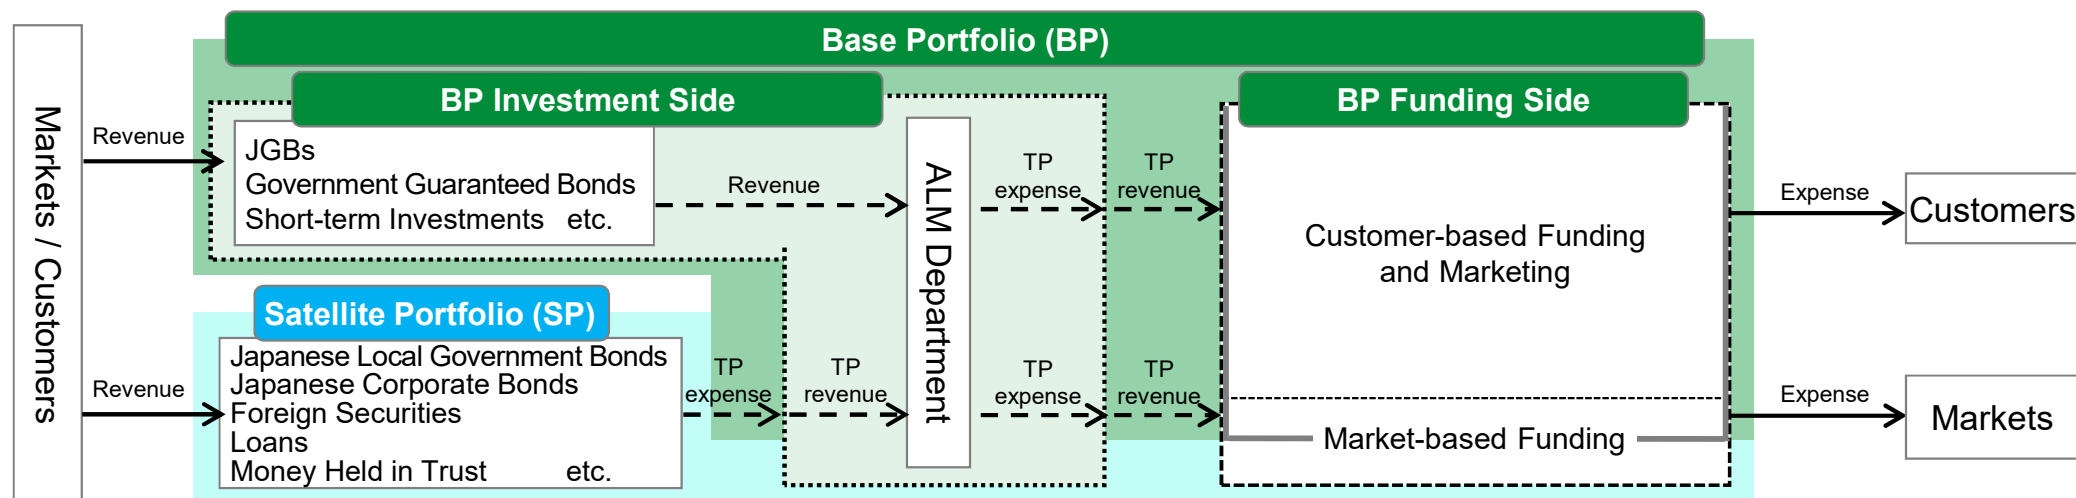 Base Portfolio (BP)
BP Investment Side
BP Funding Side
Markets / Customers
Revenue
JGBs
Government Guaranteed Bonds
Short-term Investments etc.
Revenue
ALM Department
TP
expense
TP
revenue
Customer-based Funding
and Marketing
Expense
Customers
Satellite Portfolio (SP)
Revenue
Japanese Local Government Bonds
Japanese Corporate Bonds
Foreign Securities
Loans
Money Held in Trust etc.
TP
expense
TP
revenue
TP
expense
TP
revenue
Market-based Funding
Expense
Markets